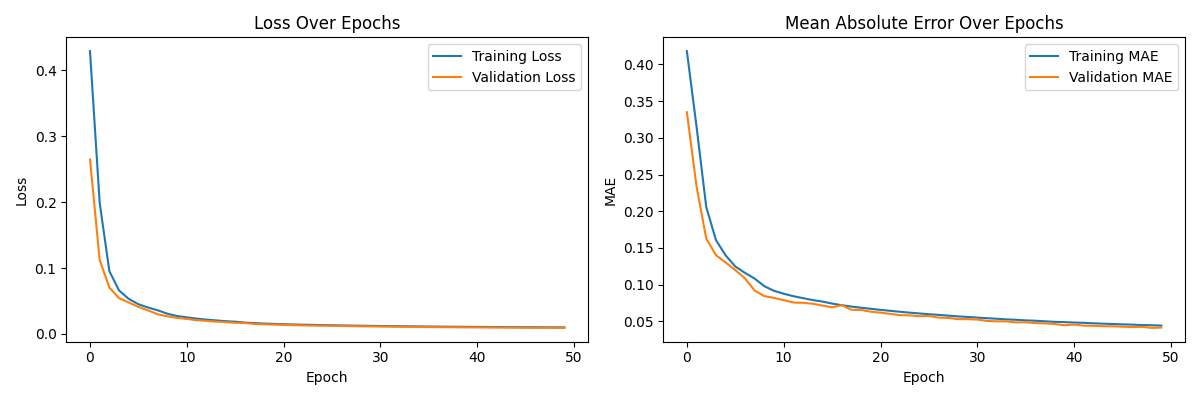 Loss Over Epochs
Training Loss
Validation Loss
Loss
0.4
0.3
0.2
0.1
0.0
0 10 20 30 40 50
Epoch
Mean Absolute Error Over Epochs
Training MAE
Validation MAE
MAE
0.40
0.35
0.30
0.25
0.20
0.15
0.10
0.05
0 10 20 30 40 50
Epoch